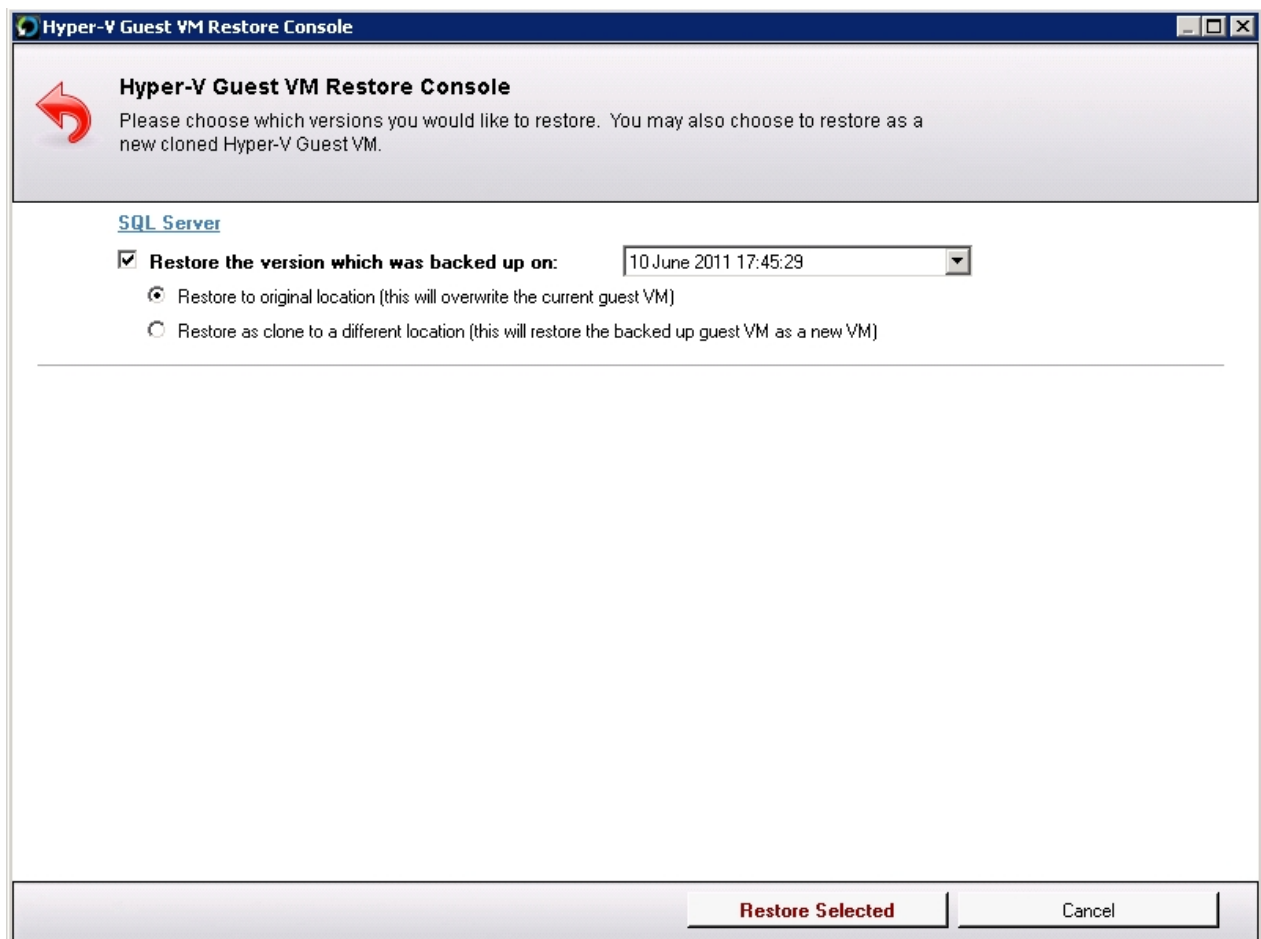 Hyper-V Guest VM Restore Console
Hyper-V Guest VM Restore Console
Please choose which versions you would like to restore. You may also choose to restore as a
new cloned Hyper-V Guest VM.
SQL Server
Restore the version which was backed up on: 10 June 2011 17:45:29
Restore to original location (this will overwrite the current guest VM)
Restore as clone to a different location (this will restore the backed up guest VM as a new VM)
Restore Selected Cancel